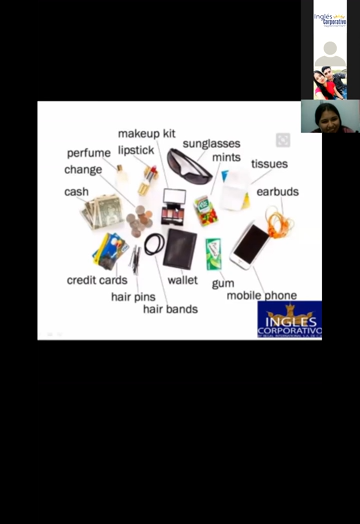 Inglés
Corporativo
makeup kit
sunglasses
perfume
lipstick
mints
change
tissues
cash
earbuds
credit cards
wallet
gum
hair pins
mobile phone
hair bands
INGLES
CORPORATIVO